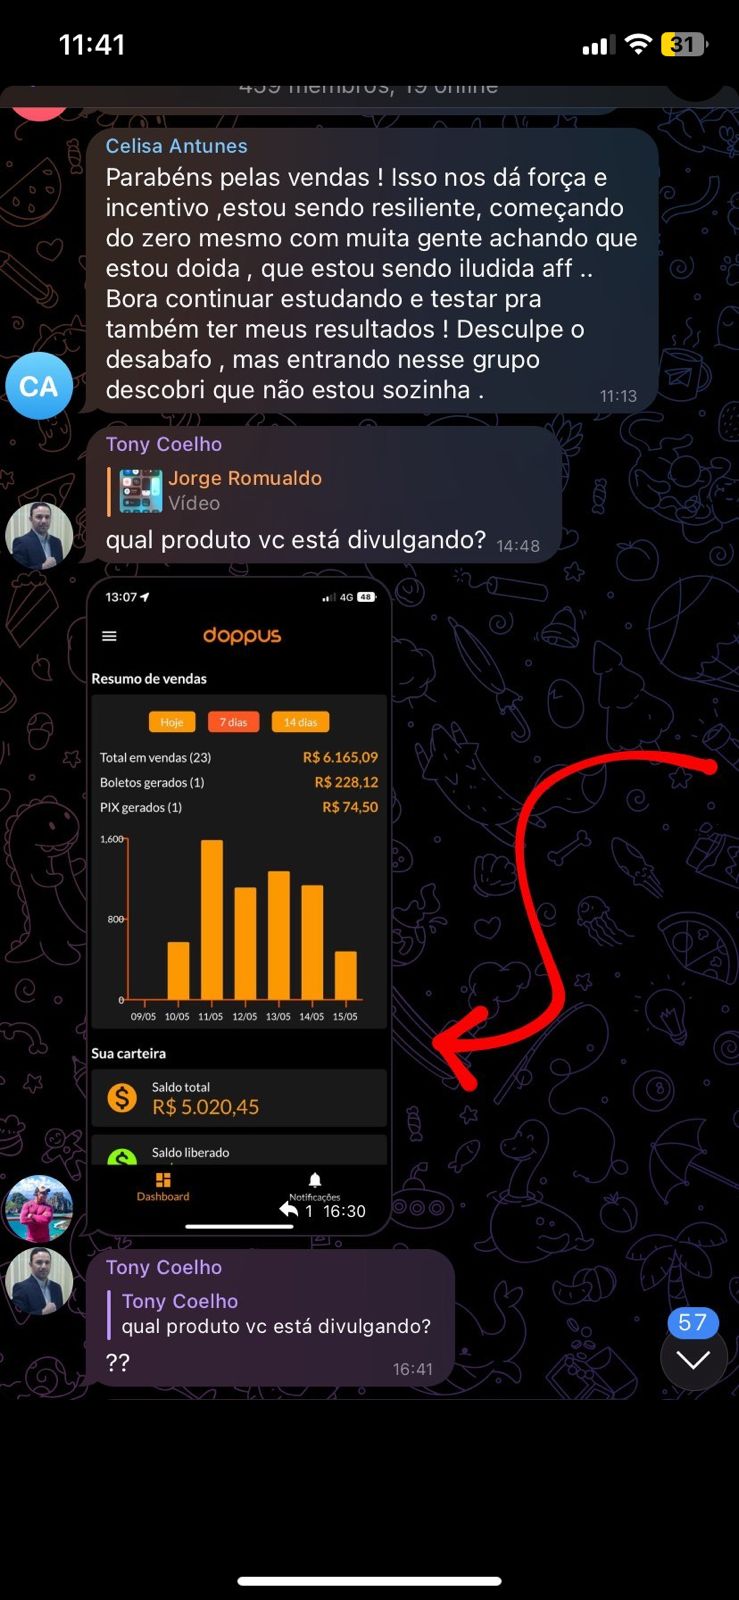 11:41
31
459 membros, 19 online
Celisa Antunes
Parabéns pelas vendas ! Isso nos dá força e
incentivo ,estou sendo resiliente, começando
do zero mesmo com muita gente achando que
estou doida , que estou sendo iludida aff ..
Bora continuar estudando e testar pra
também ter meus resultados ! Desculpe o
desabafo , mas entrando nesse grupo
descobri que não estou sozinha .
11:13
CA
Tony Coelho
Jorge Romualdo
Vídeo
qual produto vc está divulgando? 14:48
13:07 4G 48
doppus
Resumo de vendas
Hoje 7 dias 14 dias
Total em vendas (23) R$ 6.165,09
Boletos gerados (1) R$ 228,12
PIX gerados (1) R$ 74,50
1,600
800
0
09/05 10/05 11/05 12/05 13/05 14/05 15/05
Sua carteira
Saldo total
R$ 5.020,45
Saldo liberado
Dashboard Notificações
1 16:30
Tony Coelho
Tony Coelho
qual produto vc está divulgando?
??
16:41
57